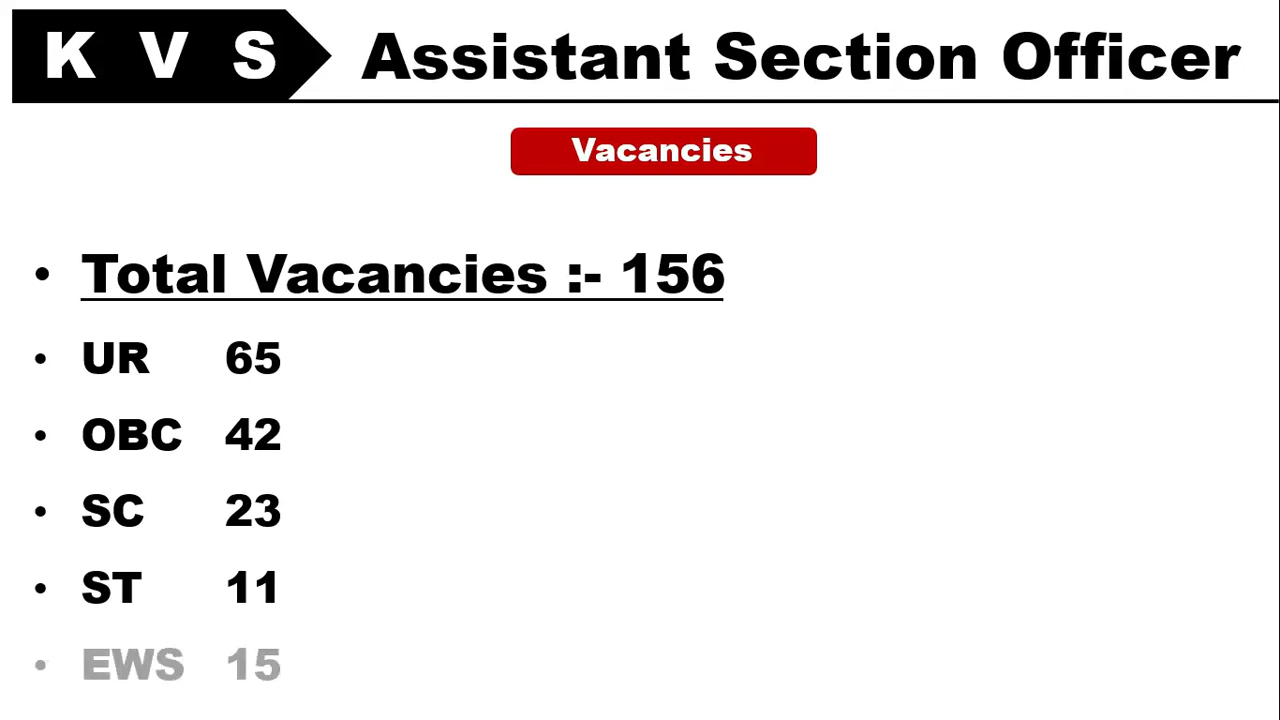 K V S Assistant Section Officer
Vacancies
• Total Vacancies :- 156
• UR 65
• OBC 42
• SC 23
• ST 11
• EWS 15